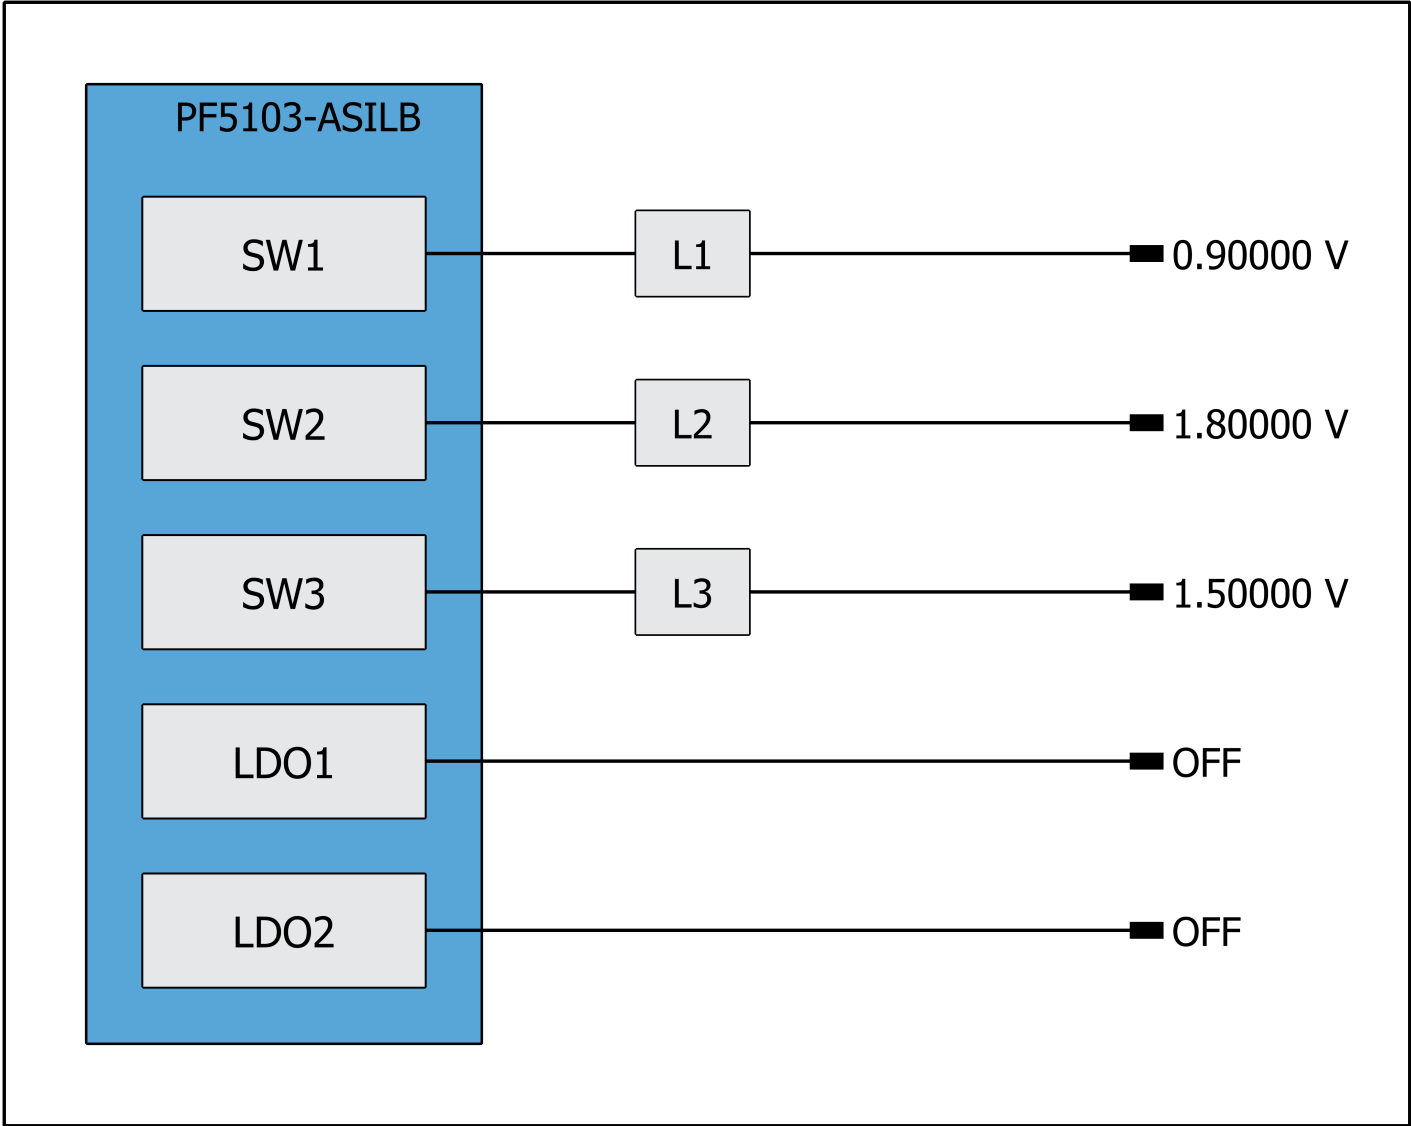 PF5103-ASILB
SW1 L1 0.90000 V
SW2 L2 1.80000 V
SW3 L3 1.50000 V
LDO1 OFF
LDO2 OFF